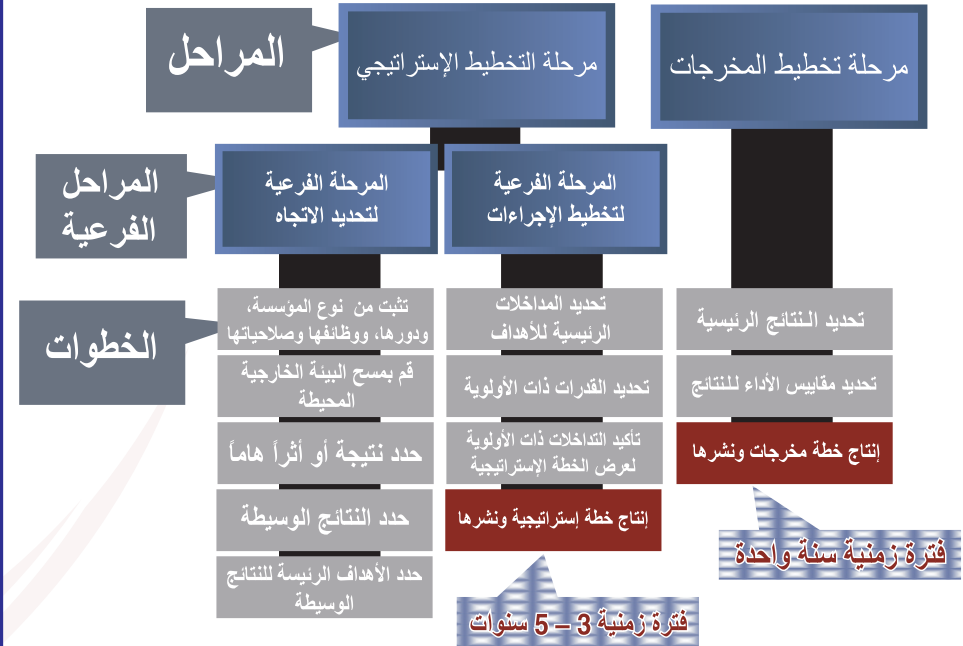 المراحل
مرحلة التخطيط الإستراتيجي
مرحلة تخطيط المخرجات
المراحل
الفرعية
المرحلة الفرعية
لتحديد الاتجاه
المرحلة الفرعية
لتخطيط الإجراءات
الخطوات
تثبت من نوع المؤسسة،
ودورها، ووظائفها وصلاحياتها
قم بمسح البيئة الخارجية
المحيطة
حدد نتيجة أو أثراً هاماً
حدد النتائج الوسيطة
حدد الأهداف الرئيسة للنتائج
الوسيطة
تحديد المداخلات
الرئيسية للأهداف
تحديد القدرات ذات الأولوية
تأكيد التداخلات ذات الأولوية
لعرض الخطة الإستراتيجية
إنتاج خطة إستراتيجية ونشرها
فترة زمنية 3 – 5 سنوات
تحديد النتائج الرئيسية
تحديد مقاييس الأداء للنتائج
إنتاج خطة مخرجات ونشرها
فترة زمنية سنة واحدة